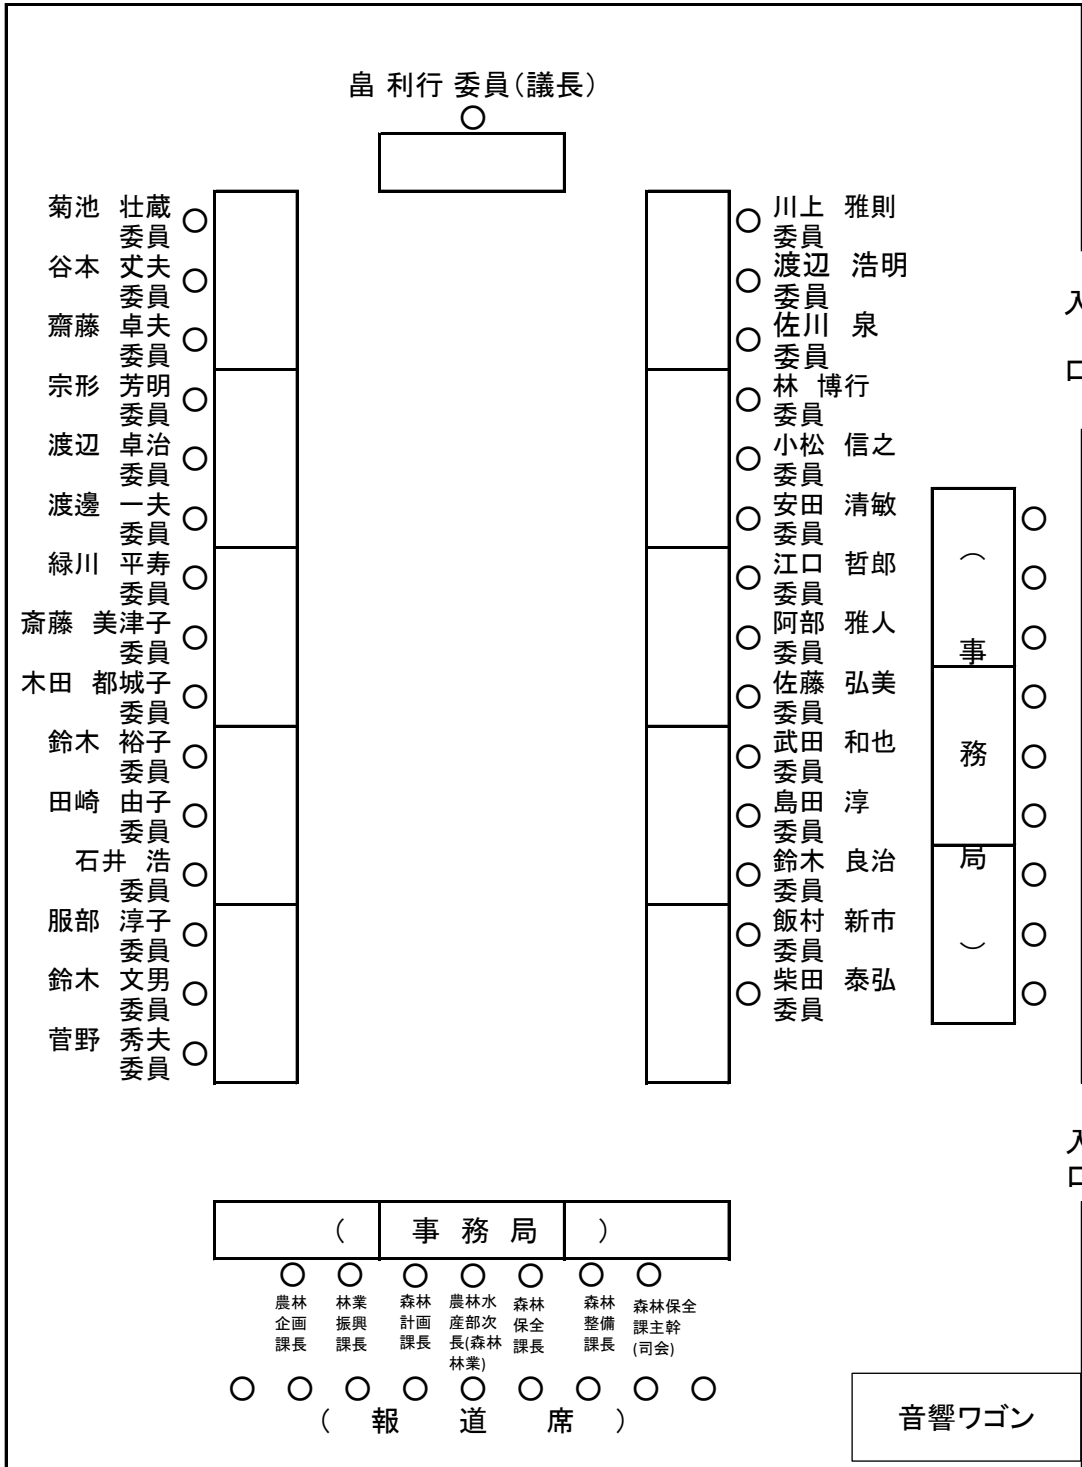 畠 利行 委員(議長)
菊池 壮蔵
委員
谷本 丈夫
委員
齋藤 卓夫
委員
宗形 芳明
委員
渡辺 卓治
委員
渡邊 一夫
委員
緑川 平寿
委員
斎藤 美津子
委員
木田 都城子
委員
鈴木 裕子
委員
田崎 由子
委員
石井 浩
委員
服部 淳子
委員
鈴木 文男
委員
菅野 秀夫
委員
川上 雅則
委員
渡辺 浩明
委員
佐川 泉
委員
林 博行
委員
小松 信之
委員
安田 清敏
委員
江口 哲郎
委員
阿部 雅人
委員
佐藤 弘美
委員
武田 和也
委員
島田 淳
委員
鈴木 良治
委員
飯村 新市
委員
柴田 泰弘
委員
(事務局)
入口
入口
( 事 務 局 )
農林
企画
課長
林業
振興
課長
森林
計画
課長
農林水
産部次
長(森林
林業)
森林
保全
課長
森林
整備
課長
森林保全
課主幹
(司会)
( 報 道 席 )
音響ワゴン